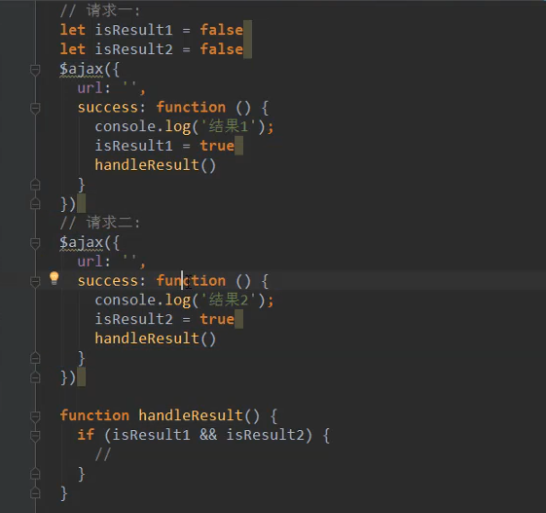 // 请求一:
let isResult1 = false
let isResult2 = false
$ajax({
  url: '',
  success: function () {
    console.log('结果1');
    isResult1 = true
    handleResult()
  }
})
// 请求二:
$ajax({
  url: '',
  success: function () {
    console.log('结果2');
    isResult2 = true
    handleResult()
  }
})

function handleResult() {
  if (isResult1 && isResult2) {
    //
  }
}